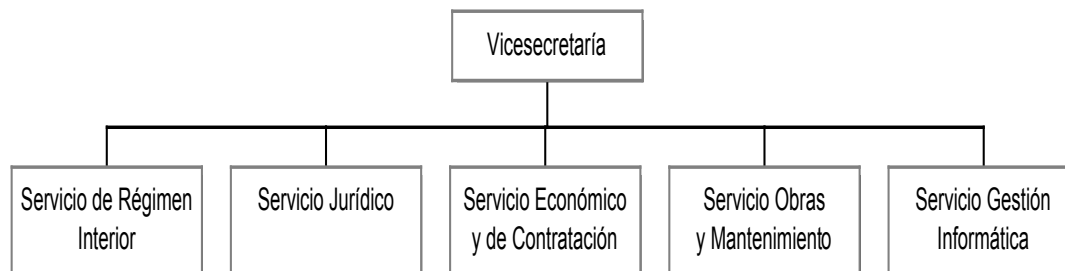 Vicesecretaría
Servicio de Régimen
Interior
Servicio Jurídico
Servicio Económico
y de Contratación
Servicio Obras
y Mantenimiento
Servicio Gestión
Informática